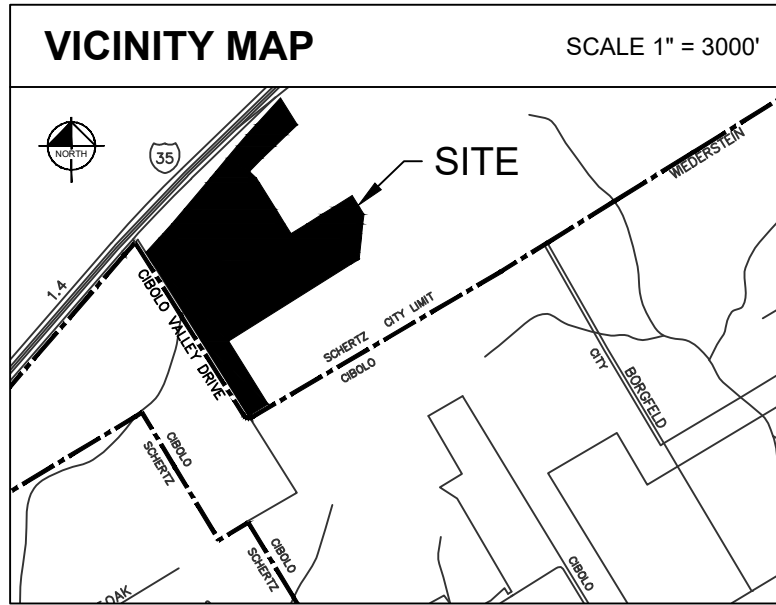 VICINITY MAP
SCALE 1" = 3000'
NORTH
35
SITE
WIEDERSTEIN
1.4
CIBOLO VALLEY DRIVE
SCHERTZ CITY LIMIT
CIBOLO
CITY
BORGFELD
CIBOLO
SCHERTZ
CIBOLO
SCHERTZ
CIBOLO
OAK